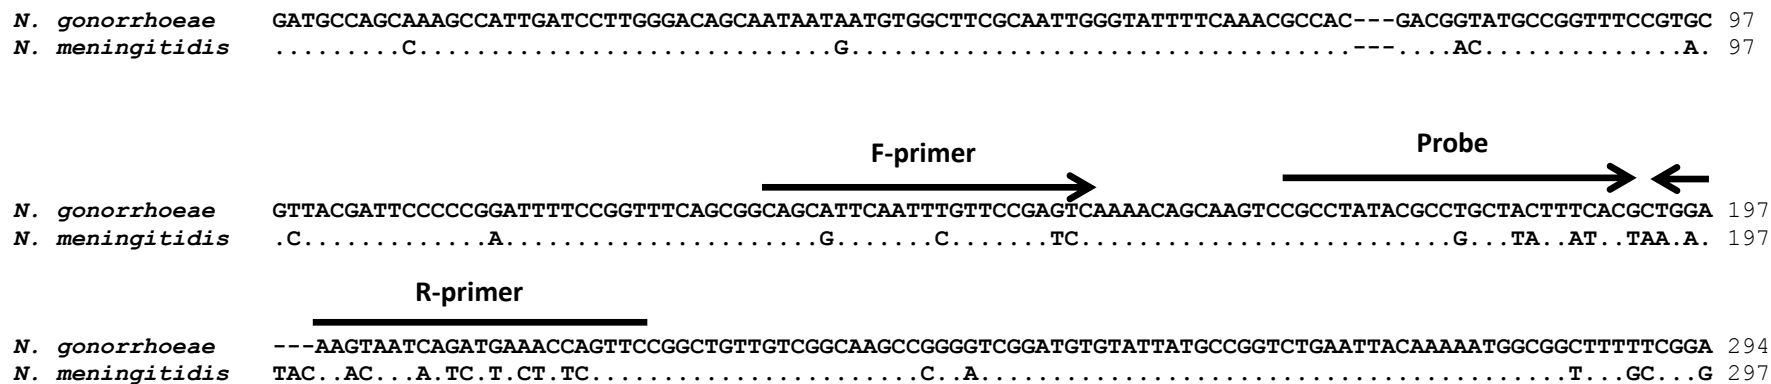 F-primer
Probe
R-primer
N. gonorrhoeae GATGCCAGCAAAGCCATTGATCCTTGGGACAGCAATAATAATGTGGCTTCGCAATTGGGTATTTTCAAACGCCAC---GACGGTATGCCGGTTTCCGTGC 97
N. meningitidis .........C.............................G...................................---....AC..............A. 97
N. gonorrhoeae GTTACGATTCCCCCGGATTTTCCGGTTTCAGCGGCAGCATTCAATTTGTTCCGAGTCAAAACAGCAAGTCCGCCTATACGCCTGCTACTTTCACGCTGGA 197
N. meningitidis .C.............A......................G.......C.......TC..........................G...TA..AT..TAA.A. 197
N. gonorrhoeae ---AAGTAATCAGATGAAACCAGTTCCGGCTGTTGTCGGCAAGCCGGGGTCGGATGTGTATTATGCCGGTCTGAATTACAAAAATGGCGGCTTTTTCGGA 294
N. meningitidis TAC..AC...A.TC.T.CT.TC.......................C..A.........................................T...GC...G 297